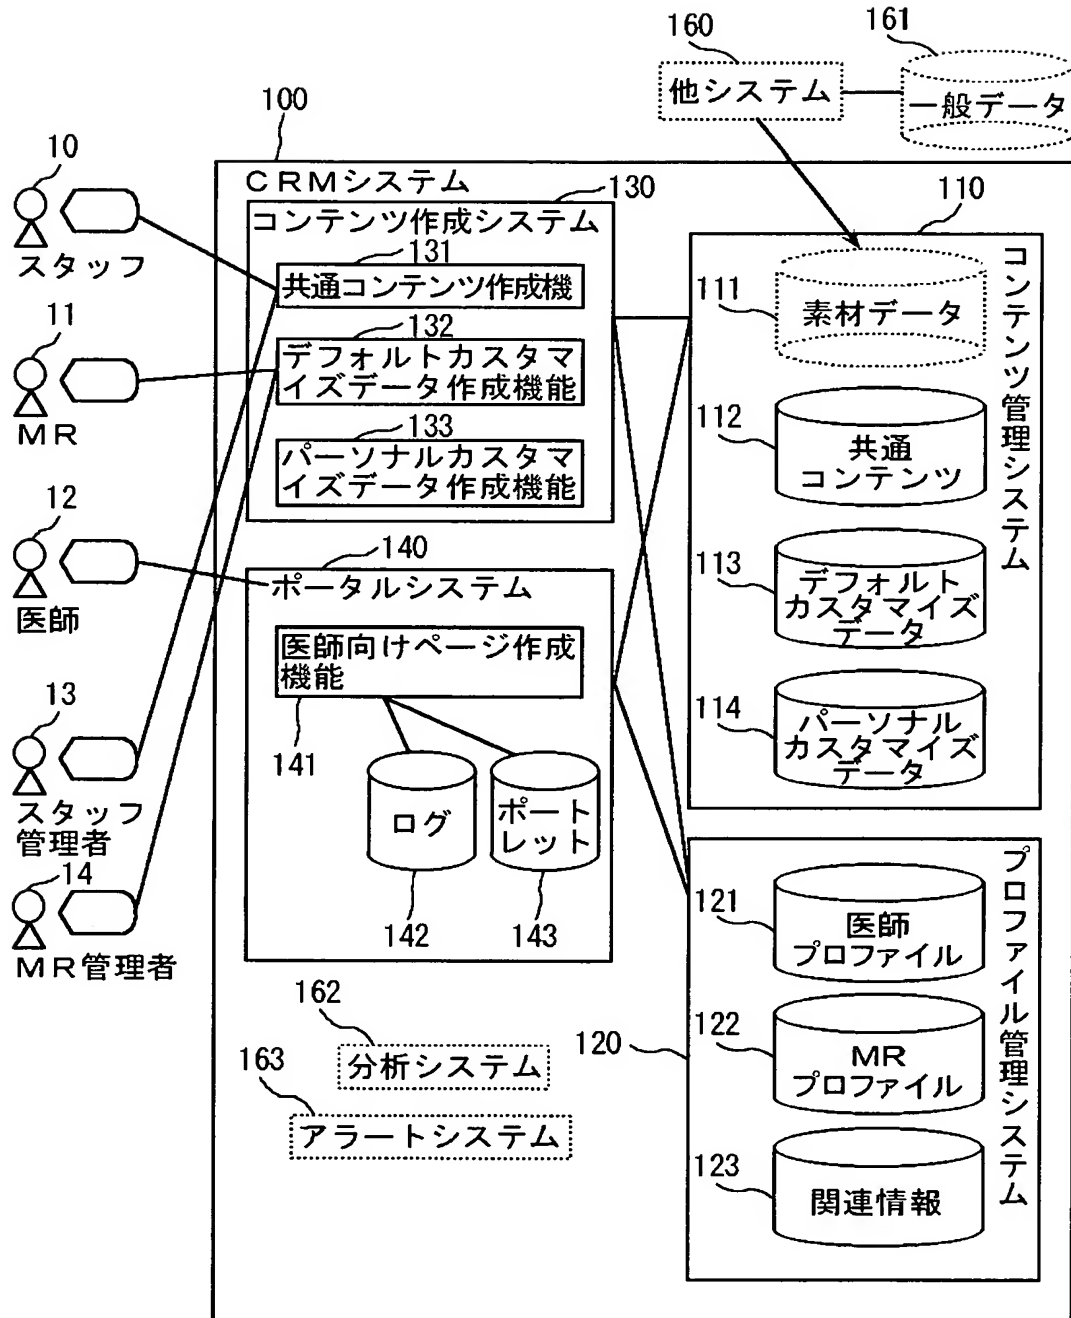 160
161
他システム
一般データ
100
10
スタッフ
CRMシステム
130
コンテンツ作成システム
131
共通コンテンツ作成機
132
デフォルトカスタマ
イズデータ作成機能
133
パーソナルカスタマ
イズデータ作成機能
110
コンテンツ管理システム
111
素材データ
112
共通
コンテンツ
113
デフォルト
カスタマイズ
データ
114
パーソナル
カスタマイズ
データ
11
MR
12
医師
13
スタッフ
管理者
14
MR管理者
140
ポータルシステム
医師向けページ作成
機能
141
ログ
ポート
レット
142
143
162
分析システム
163
アラートシステム
120
プロファイル管理システム
121
医師
プロファイル
122
MR
プロファイル
123
関連情報